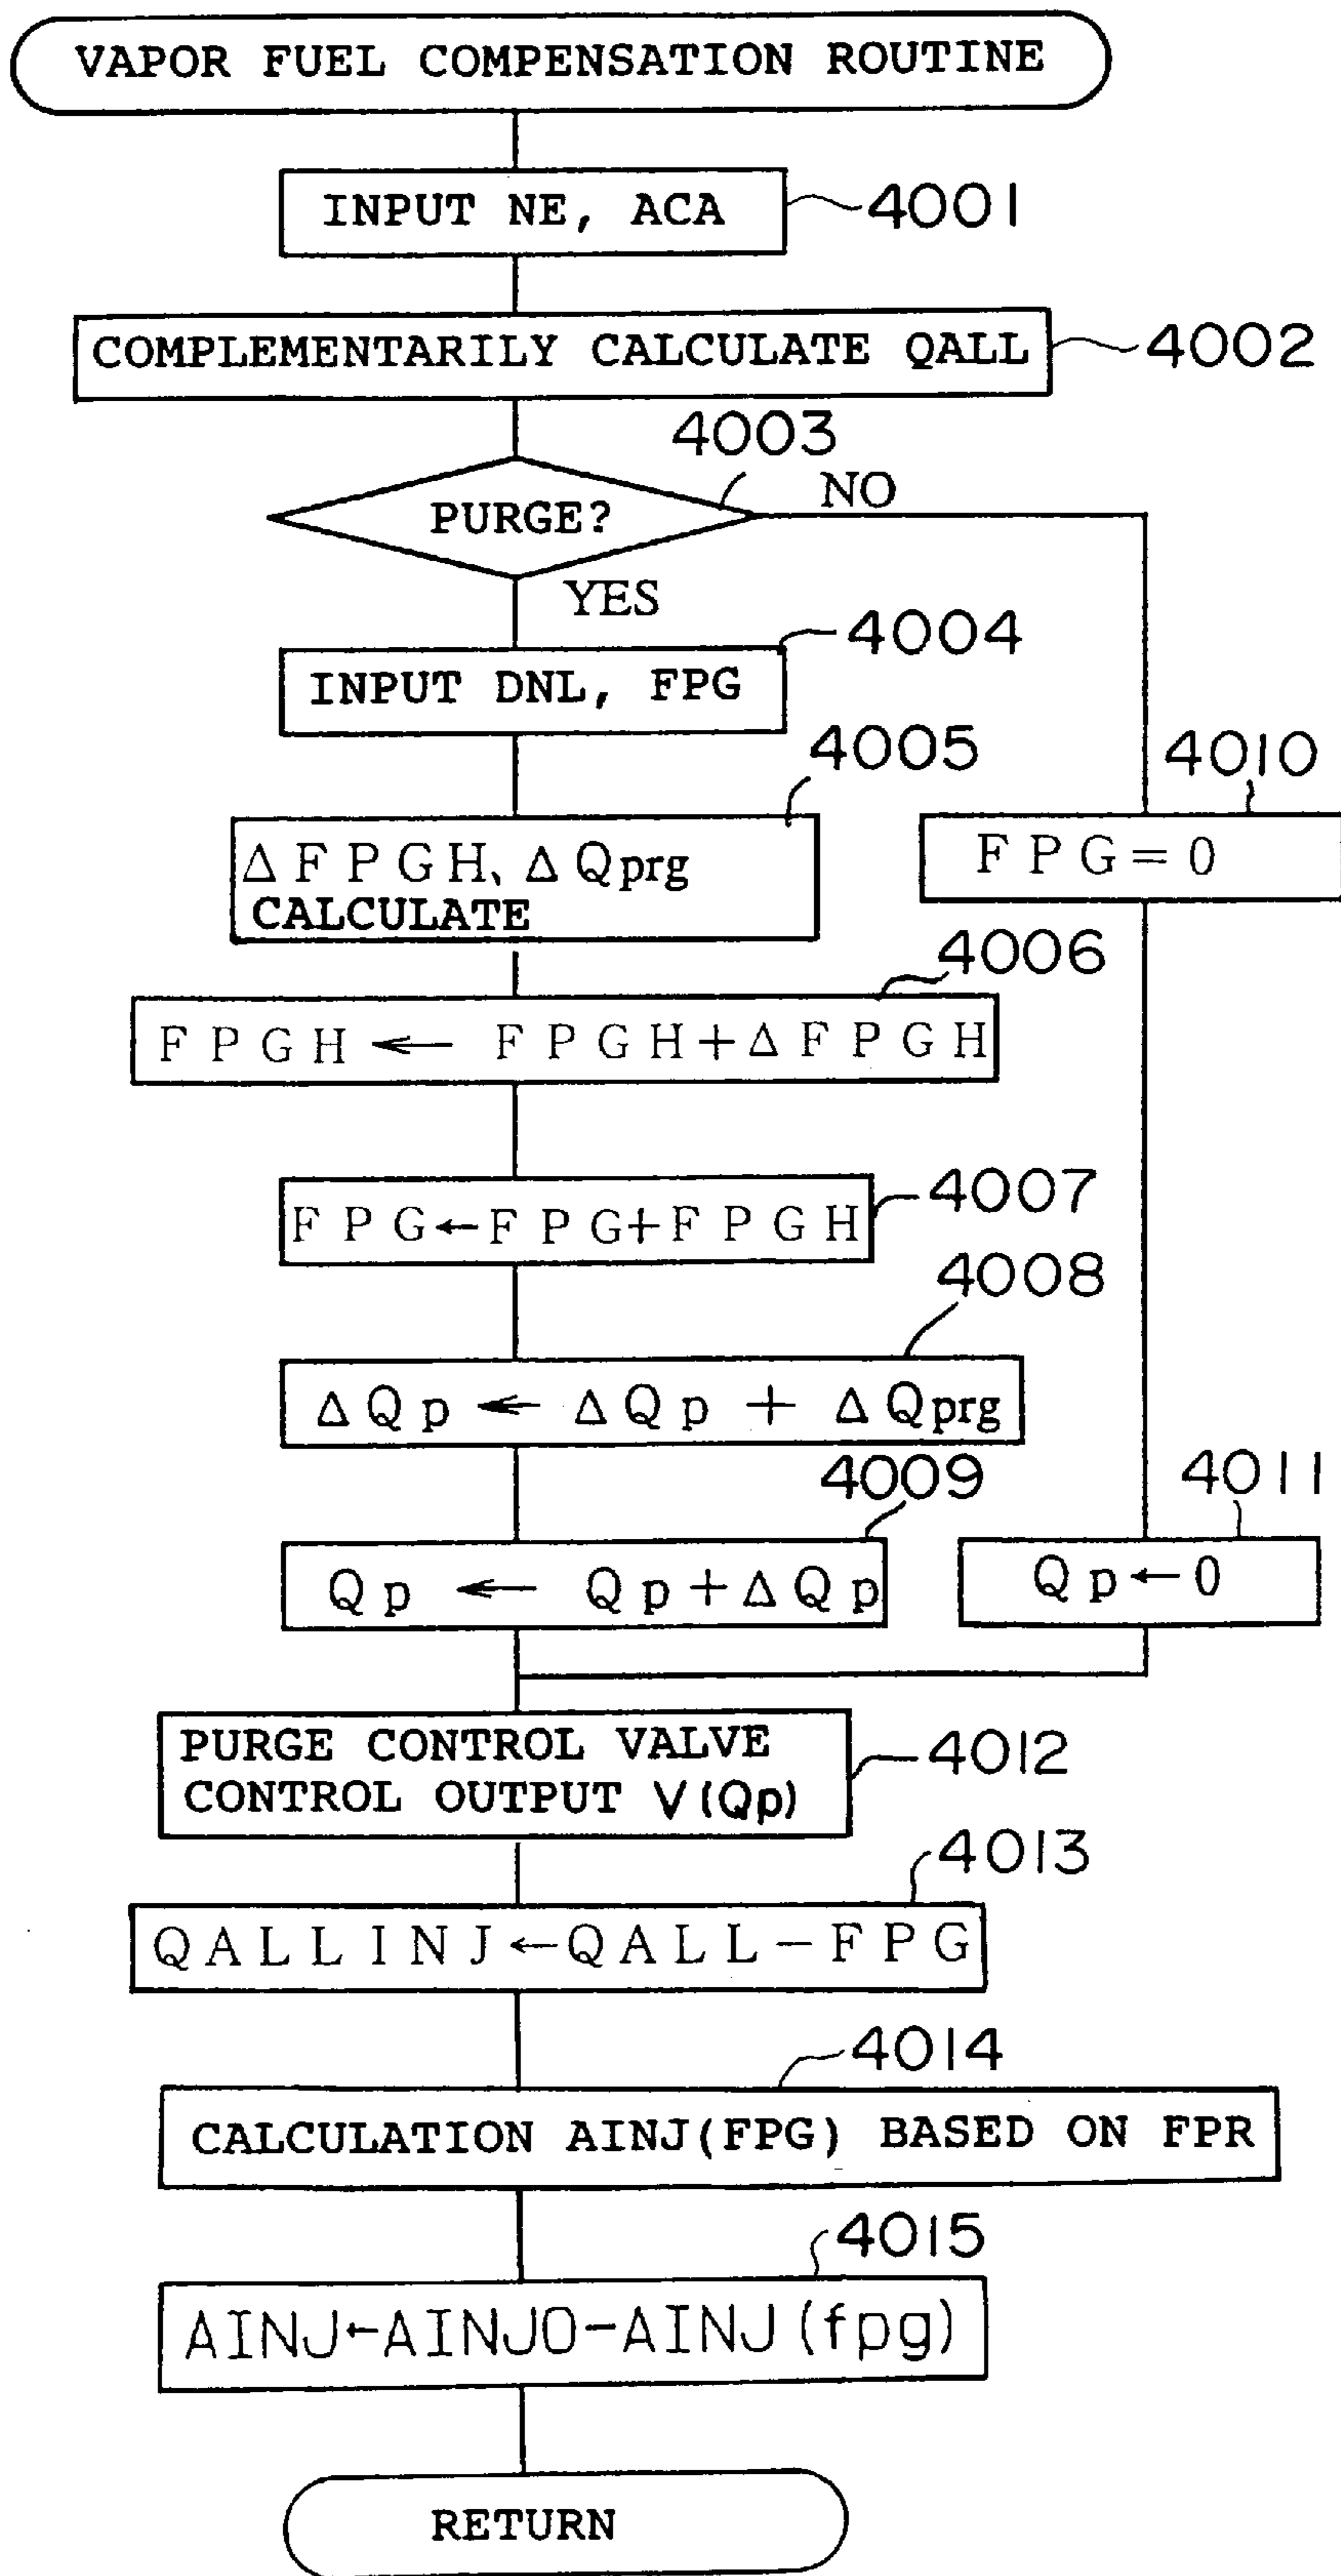 VAPOR FUEL COMPENSATION ROUTINE
INPUT NE, ACA
4001
COMPLEMENTARILY CALCULATE QALL
4002
4003
PURGE?
NO
YES
4004
INPUT DNL, FPG
4005
ΔFPGH、ΔQprg
CALCULATE
4010
FPG=0
4006
FPGH ← FPGH+ΔFPGH
4007
FPG←FPG+FPGH
4008
ΔQp ← ΔQp + ΔQprg
4009
Qp ← Qp+ΔQp
4011
Qp←0
PURGE CONTROL VALVE
CONTROL OUTPUT V(Qp)
4012
4013
QALLINJ←QALL−FPG
4014
CALCULATION AINJ(FPG) BASED ON FPR
4015
AINJ←AINJO−AINJ(fpg)
RETURN